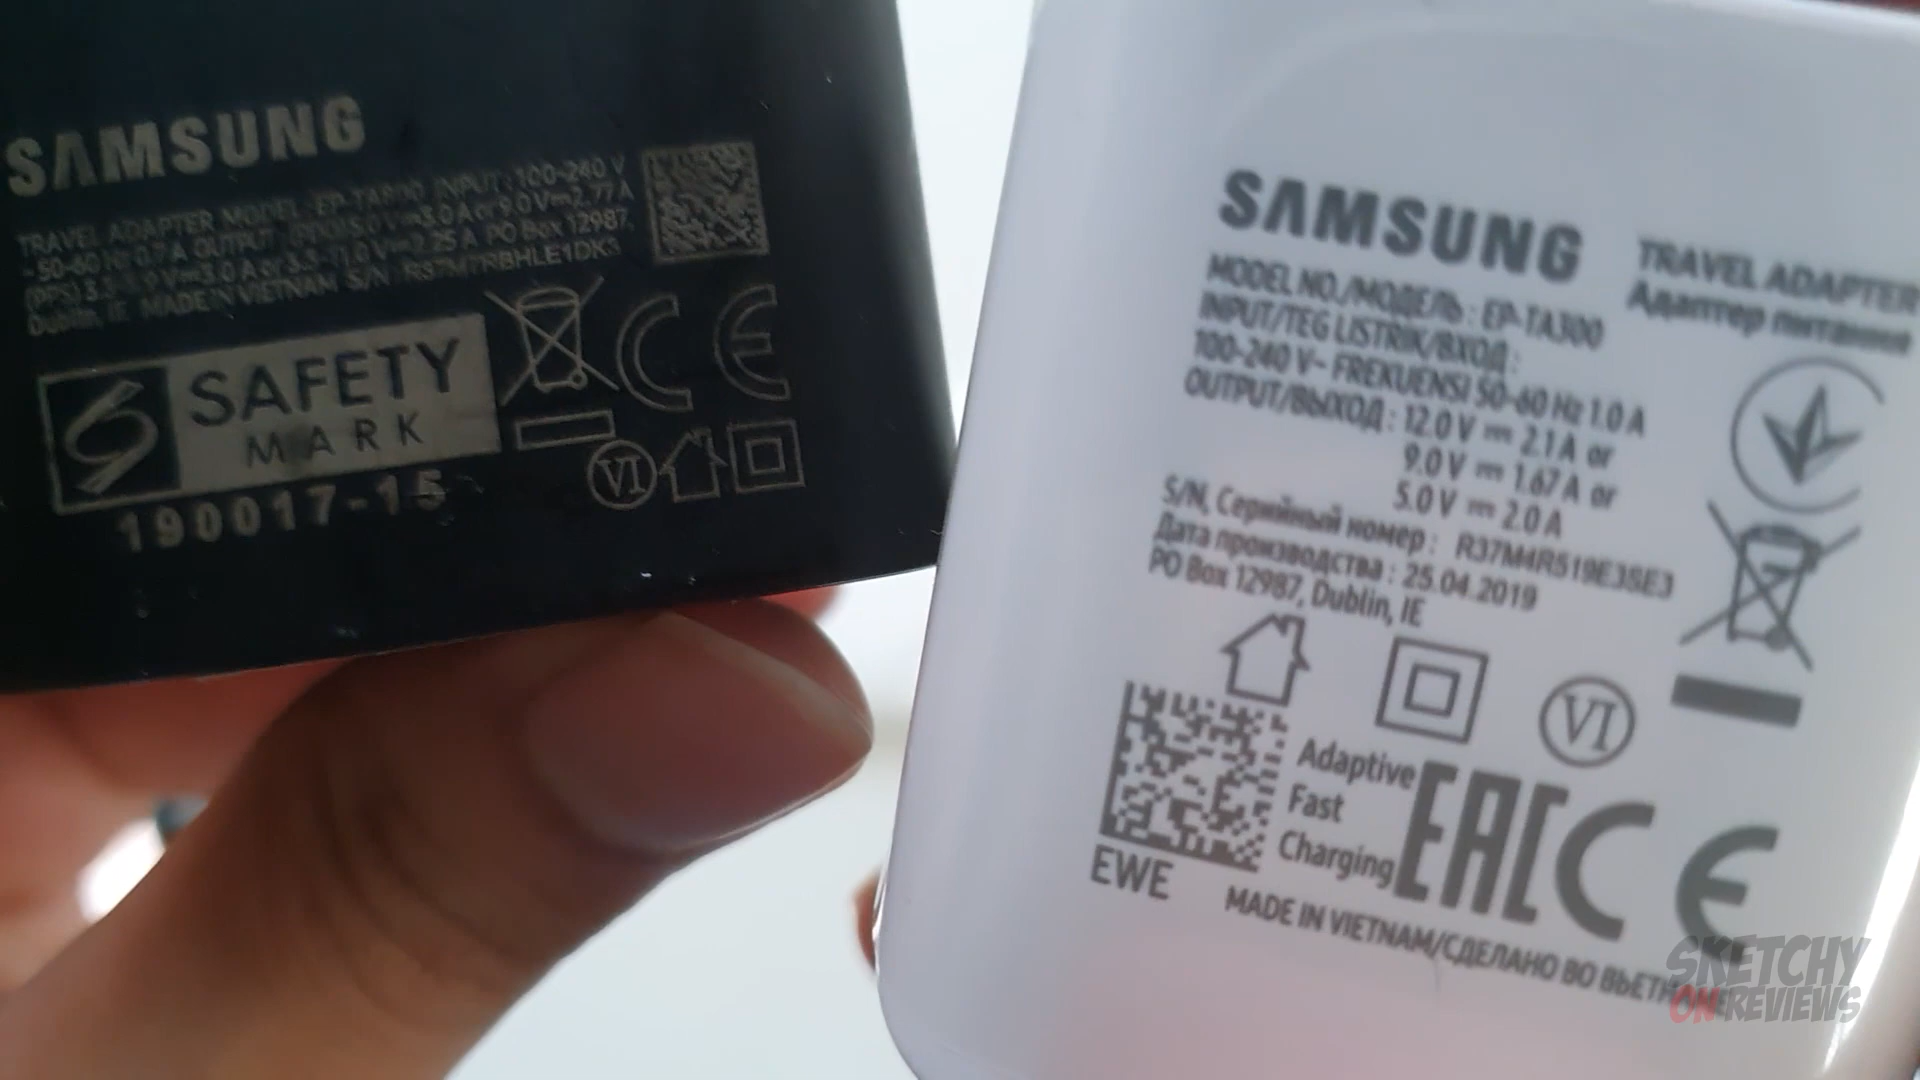 SAMSUNG
TRAVEL ADAPTER MODEL : EP-TA800 INPUT : 100-240 V
~ 50-60 Hz 0.7 A OUTPUT : (PDO) 5.0 V⎓3.0 A or 9.0 V⎓2.77 A
(PPS) 3.3-5.9 V⎓3.0 A or 3.3-11.0 V⎓2.25 A PO Box 12987,
Dublin, IE MADE IN VIETNAM S/N :
SAFETY
MARK
190017-15
VI
CE
SAMSUNG
TRAVEL ADAPTER
Адаптер питания
MODEL NO./МОДЕЛЬ : EP-TA300
INPUT/TEG LISTRIK/ВХОД :
100-240 V~ FREKUENSI 50-60 Hz 1.0 A
OUTPUT/ВЫХОД : 12.0 V ⎓ 2.1 A or
9.0 V ⎓ 1.67 A or
5.0 V ⎓ 2.0 A
S/N, Серийный номер : R37M4R519E3SE3
Дата производства : 25.04.2019
PO Box 12987, Dublin, IE
VI
Adaptive
Fast
Charging
EAC CE
EWE
MADE IN VIETNAM/СДЕЛАНО ВО
SKETCHY
ON REVIEWS